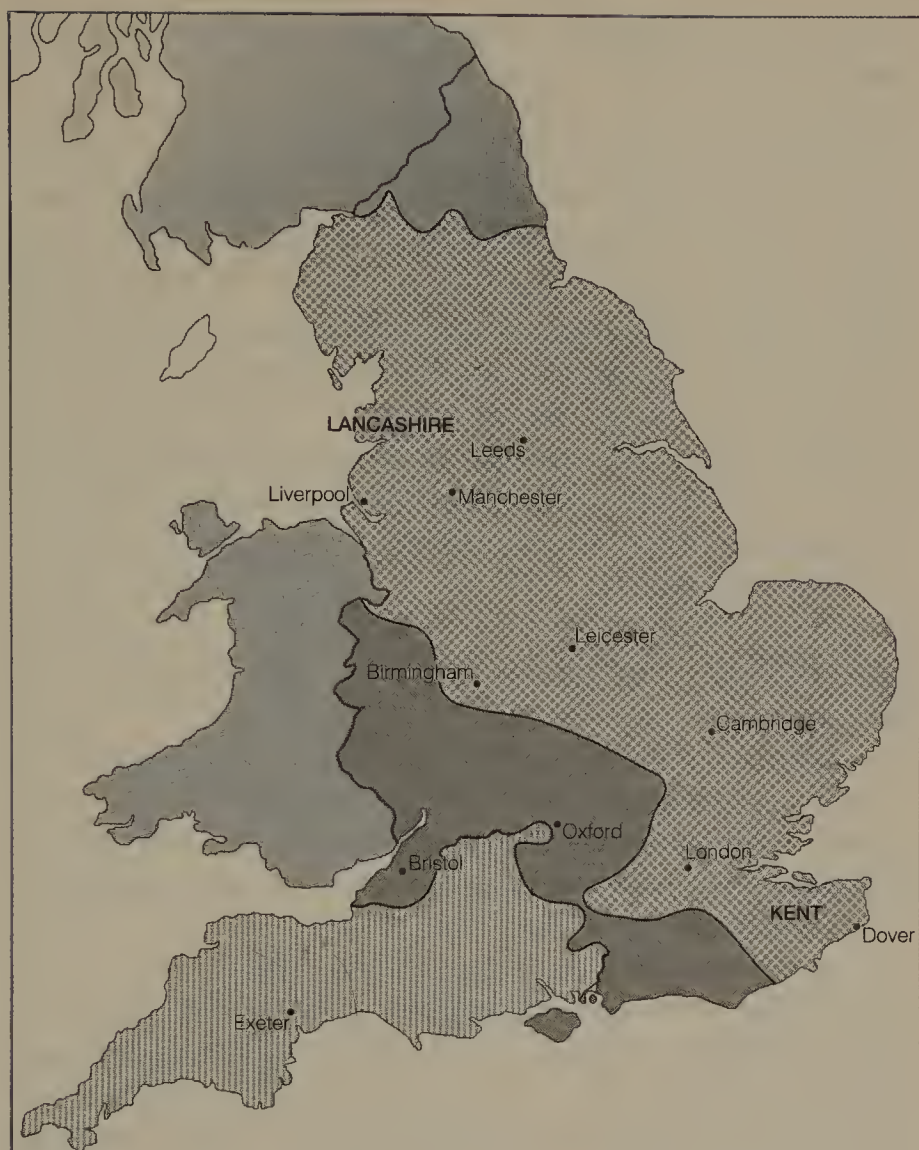 LANCASHIRE
Leeds
Liverpool
Manchester
Leicester
Birmingham
Cambridge
Oxford
London
Bristol
KENT
Dover
Exeter